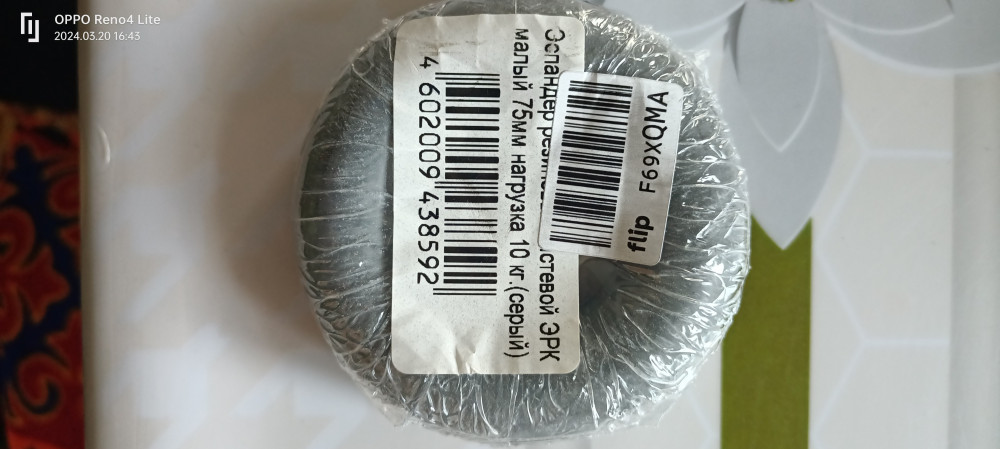 OPPO Reno4 Lite
2024.03.20 16:43
Эспандер ЭРК
малый 75мм нагрузка 10 кг.(серый)
4 602009 438592
F69XQMA
flip